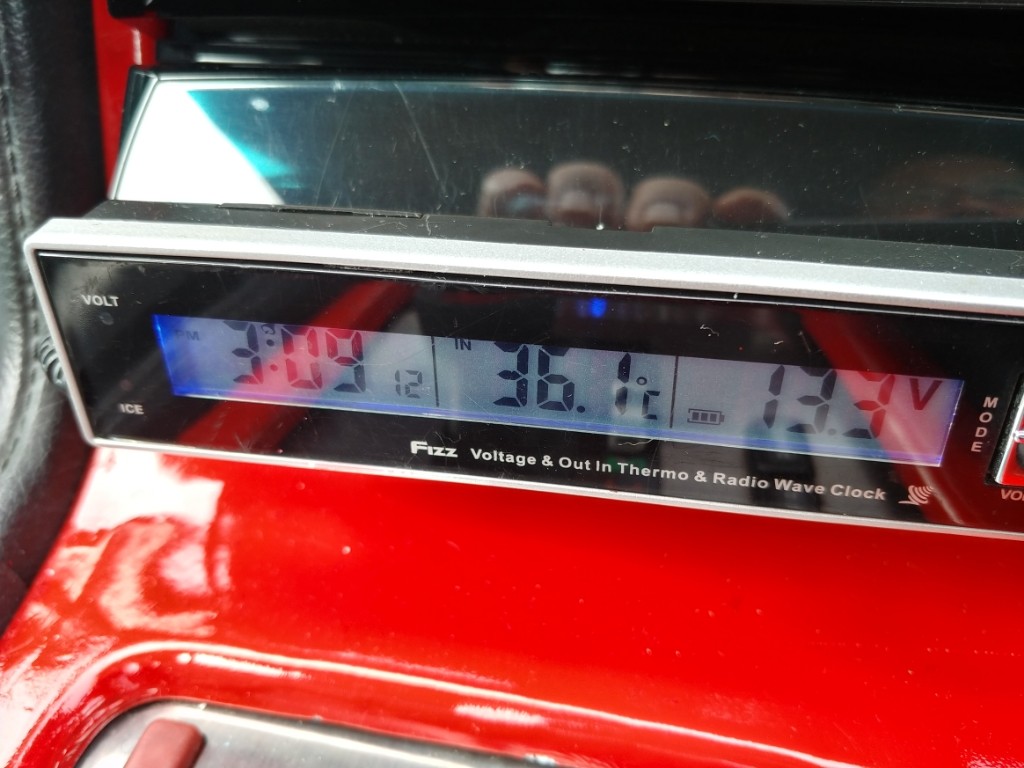 VOLT
PM 3:09 12 IN 36.1°C 13.3V
ICE
MODE
Fizz Voltage & Out In Thermo & Radio Wave Clock